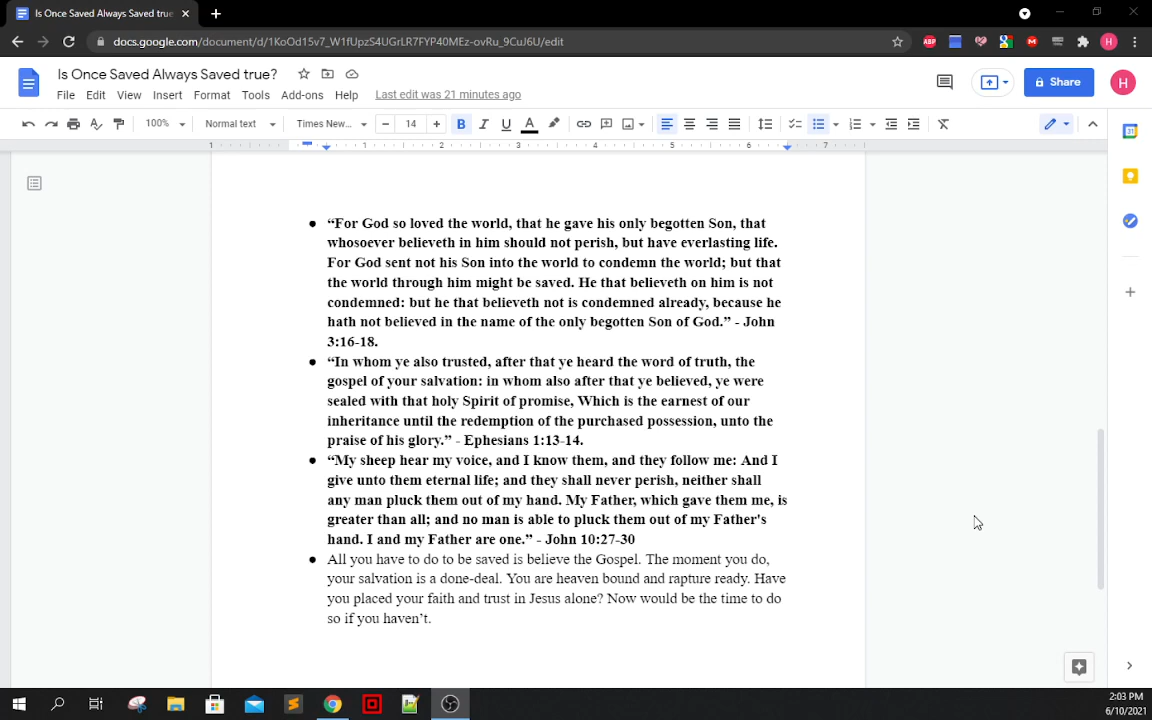 Is Once Saved Always Saved true
docs.google.com/document/d/1KoOd15v7_W1fUpzS4UGrLR7FYP40MEz-ovRu_9CuJ6U/edit
ABP
H
Is Once Saved Always Saved true?
File Edit View Insert Format Tools Add-ons Help Last edit was 21 minutes ago
Share
H
100% Normal text Times New... 14 B I U A
1 1 2 3 4 5 6 7
31
● “For God so loved the world, that he gave his only begotten Son, that
whosoever believeth in him should not perish, but have everlasting life.
For God sent not his Son into the world to condemn the world; but that
the world through him might be saved. He that believeth on him is not
condemned: but he that believeth not is condemned already, because he
hath not believed in the name of the only begotten Son of God.” - John
3:16-18.
● “In whom ye also trusted, after that ye heard the word of truth, the
gospel of your salvation: in whom also after that ye believed, ye were
sealed with that holy Spirit of promise, Which is the earnest of our
inheritance until the redemption of the purchased possession, unto the
praise of his glory.” - Ephesians 1:13-14.
● “My sheep hear my voice, and I know them, and they follow me: And I
give unto them eternal life; and they shall never perish, neither shall
any man pluck them out of my hand. My Father, which gave them me, is
greater than all; and no man is able to pluck them out of my Father's
hand. I and my Father are one.” - John 10:27-30
● All you have to do to be saved is believe the Gospel. The moment you do,
your salvation is a done-deal. You are heaven bound and rapture ready. Have
you placed your faith and trust in Jesus alone? Now would be the time to do
so if you haven’t.
2:03 PM
6/10/2021